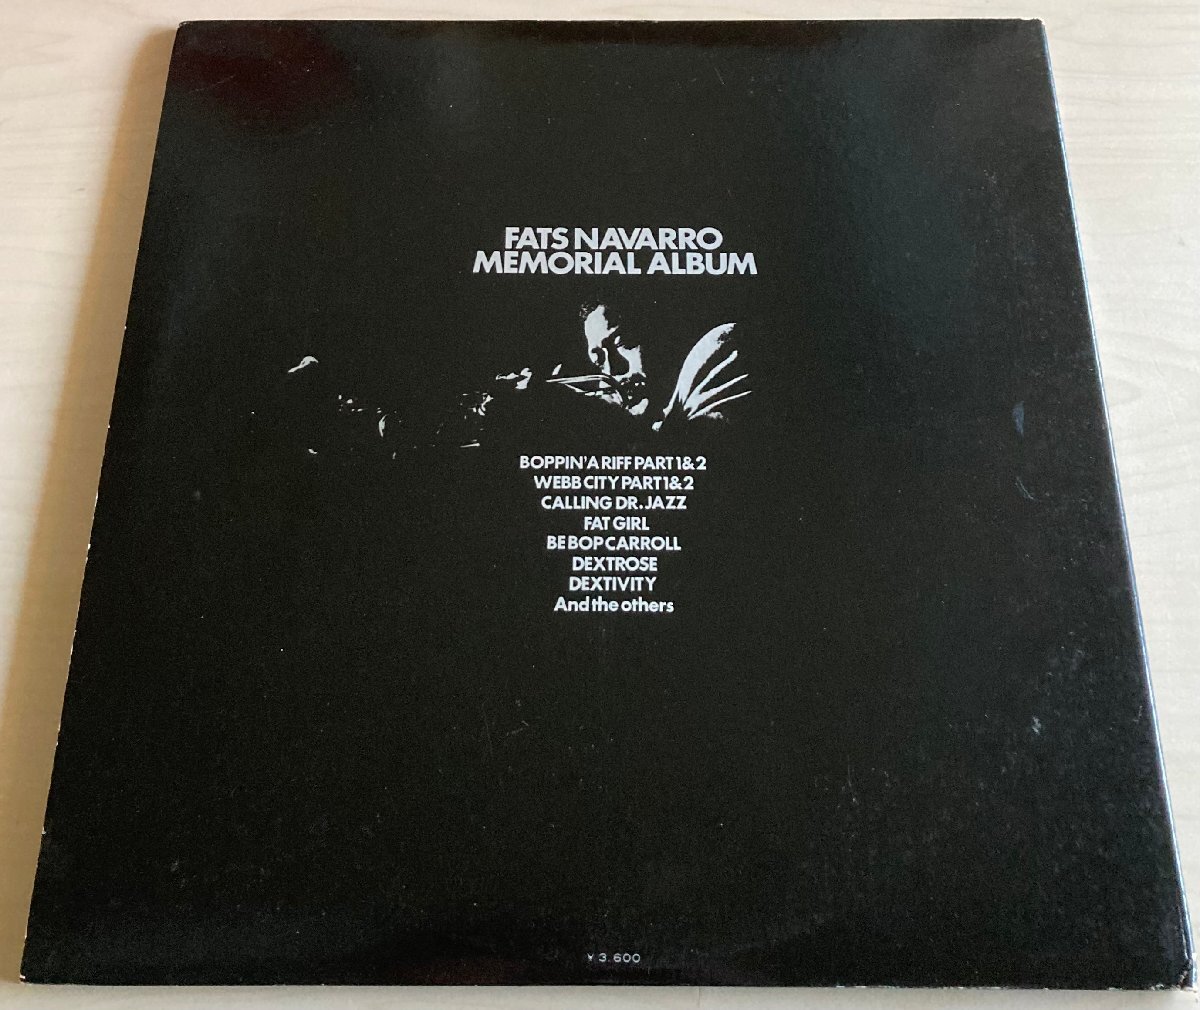 FATS NAVARRO
MEMORIAL ALBUM
BOPPIN' A RIFF PART 1&2
WEBB CITY PART 1&2
CALLING DR. JAZZ
FAT GIRL
BE BOP CARROLL
DEXTROSE
DEXTIVITY
And the others
¥3,600